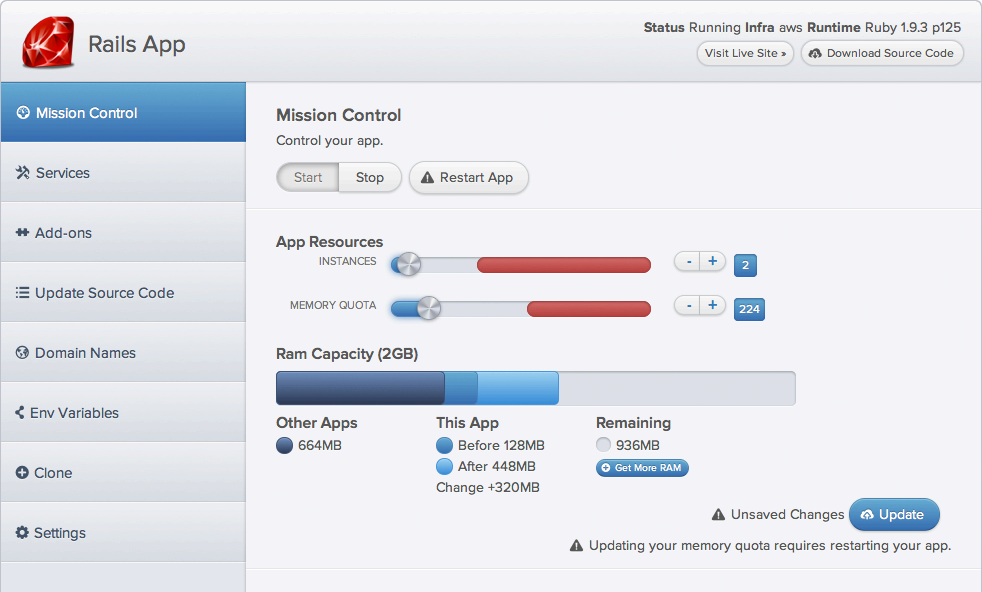 Rails App
Status Running Infra aws Runtime Ruby 1.9.3 p125
Visit Live Site »
Download Source Code
Mission Control
Services
Add-ons
Update Source Code
Domain Names
Env Variables
Clone
Settings
Mission Control
Control your app.
Start
Stop
Restart App
App Resources
INSTANCES
- +
2
MEMORY QUOTA
- +
224
Ram Capacity (2GB)
Other Apps
664MB
This App
Before 128MB
After 448MB
Change +320MB
Remaining
936MB
Get More RAM
Unsaved Changes
Update
Updating your memory quota requires restarting your app.